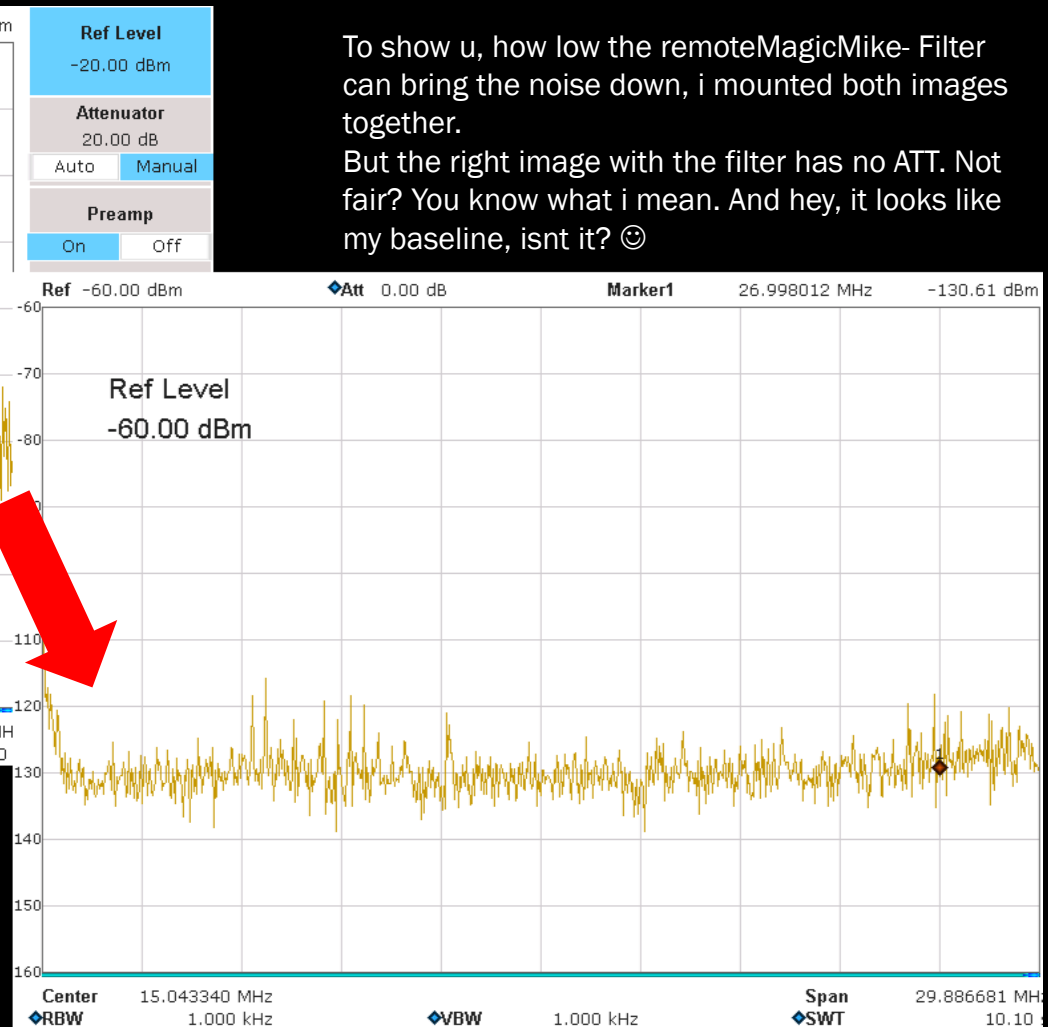 m
Ref Level
-20.00 dBm
Attenuator
20.00 dB
Auto Manual
Preamp
On Off
To show u, how low the remoteMagicMike- Filter
can bring the noise down, i mounted both images
together.
But the right image with the filter has no ATT. Not
fair? You know what i mean. And hey, it looks like
my baseline, isnt it? ☺
Ref -60.00 dBm Att 0.00 dB Marker1 26.998012 MHz -130.61 dBm
-60
-70
Ref Level
-60.00 dBm
-80
0
-110
120
1
130
140
150
160
Center 15.043340 MHz Span 29.886681 MH
RBW 1.000 kHz VBW 1.000 kHz SWT 10.10